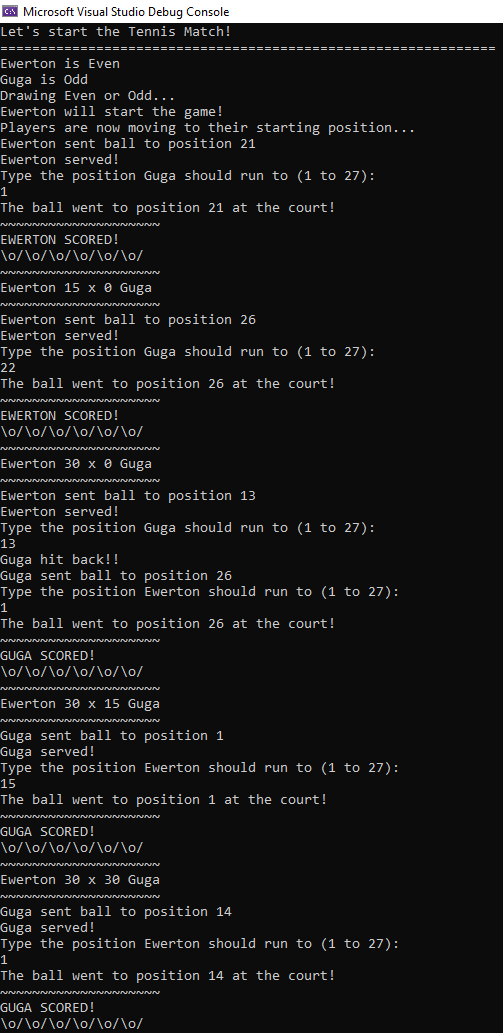 Microsoft Visual Studio Debug Console
Let's start the Tennis Match!
==============================================================
Ewerton is Even
Guga is Odd
Drawing Even or Odd...
Ewerton will start the game!
Players are now moving to their starting position...
Ewerton sent ball to position 21
Ewerton served!
Type the position Guga should run to (1 to 27):
1
The ball went to position 21 at the court!
~~~~~~~~~~~~~~~~~~~~
EWERTON SCORED!
\o/\o/\o/\o/\o/\o/
~~~~~~~~~~~~~~~~~~~~
Ewerton 15 x 0 Guga
~~~~~~~~~~~~~~~~~~~~
Ewerton sent ball to position 26
Ewerton served!
Type the position Guga should run to (1 to 27):
22
The ball went to position 26 at the court!
~~~~~~~~~~~~~~~~~~~~
EWERTON SCORED!
\o/\o/\o/\o/\o/\o/
~~~~~~~~~~~~~~~~~~~~
Ewerton 30 x 0 Guga
~~~~~~~~~~~~~~~~~~~~
Ewerton sent ball to position 13
Ewerton served!
Type the position Guga should run to (1 to 27):
13
Guga hit back!!
Guga sent ball to position 26
Type the position Ewerton should run to (1 to 27):
1
The ball went to position 26 at the court!
~~~~~~~~~~~~~~~~~~~~
GUGA SCORED!
\o/\o/\o/\o/\o/\o/
~~~~~~~~~~~~~~~~~~~~
Ewerton 30 x 15 Guga
~~~~~~~~~~~~~~~~~~~~
Guga sent ball to position 1
Guga served!
Type the position Ewerton should run to (1 to 27):
15
The ball went to position 1 at the court!
~~~~~~~~~~~~~~~~~~~~
GUGA SCORED!
\o/\o/\o/\o/\o/\o/
~~~~~~~~~~~~~~~~~~~~
Ewerton 30 x 30 Guga
~~~~~~~~~~~~~~~~~~~~
Guga sent ball to position 14
Guga served!
Type the position Ewerton should run to (1 to 27):
1
The ball went to position 14 at the court!
~~~~~~~~~~~~~~~~~~~~
GUGA SCORED!
\o/\o/\o/\o/\o/\o/